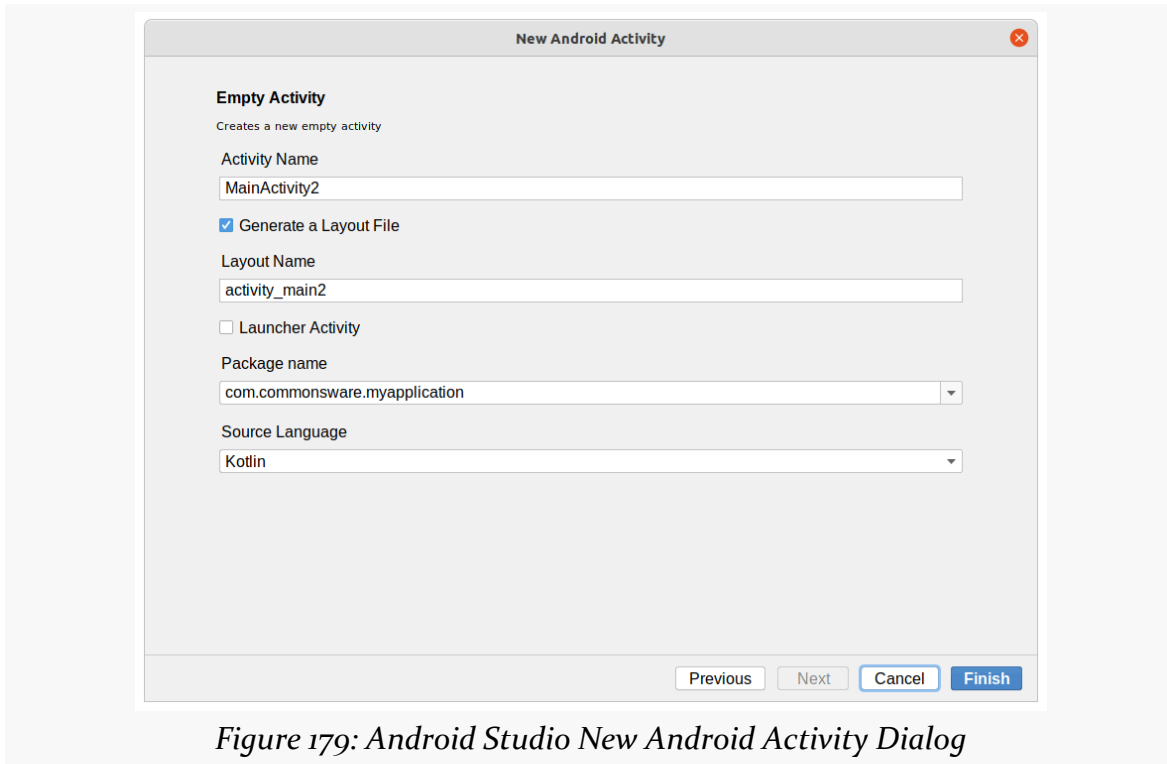 New Android Activity
Empty Activity
Creates a new empty activity
Activity Name
MainActivity2
Generate a Layout File
Layout Name
activity_main2
Launcher Activity
Package name
com.commonsware.myapplication
Source Language
Kotlin
Previous Next Cancel Finish
Figure 179: Android Studio New Android Activity Dialog